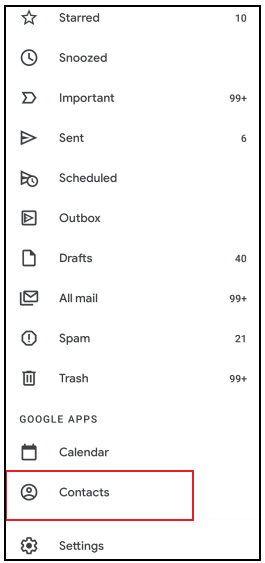 Starred 10
Snoozed
Important 99+
Sent 6
Scheduled
Outbox
Drafts 40
All mail 99+
Spam 21
Trash 99+
GOOGLE APPS
Calendar
Contacts
Settings